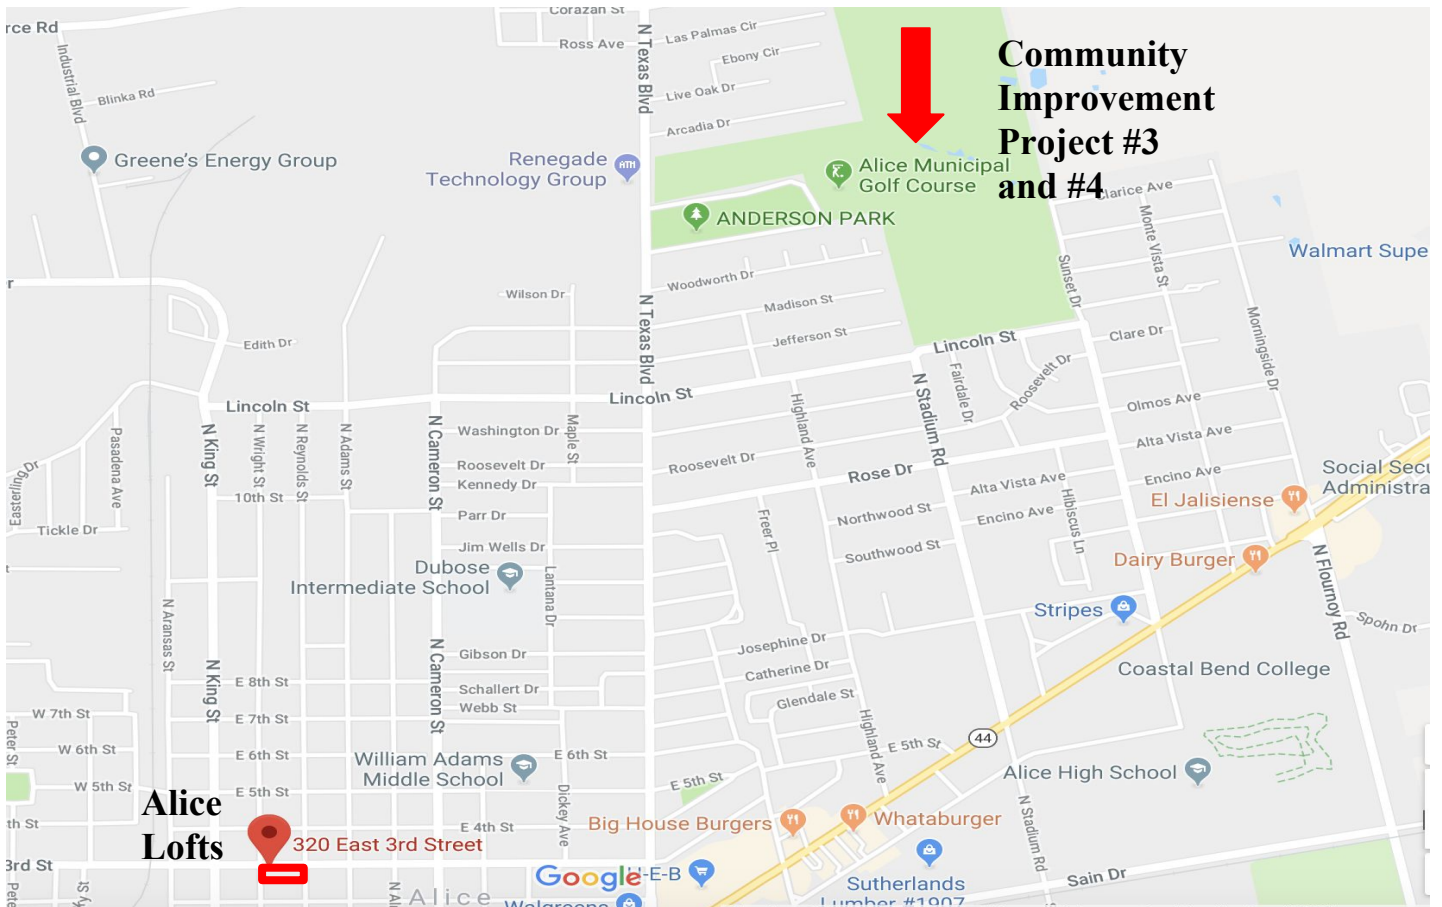 Corazan St
rce Rd
Ross Ave
N Texas Blvd
Las Palmas Cir
Ebony Cir
Live Oak Dr
Arcadia Dr
Community
Improvement
Project #3
and #4
Industrial Blvd
Blinka Rd
Greene's Energy Group
Renegade
Technology Group
ATM
Alice Municipal
Golf Course
ANDERSON PARK
Clarice Ave
Monte Vista St
Walmart Supe
r
Woodworth Dr
Sunset Dr
Wilson Dr
N Texas Blvd
Madison St
Jefferson St
Edith Dr
Lincoln St
Clare Dr
Morningside Dr
Lincoln St
Lincoln St
Roosevelt Dr
Fairdale Dr
N Stadium Rd
Highland Ave
Olmos Ave
Pasadena Ave
N King St
N Wright St
N Reynolds St
N Adams St
N Cameron St
Washington Dr
Maple St
Roosevelt Dr
Kennedy Dr
Roosevelt Dr
Rose Dr
Alta Vista Ave
Alta Vista Ave
Encino Ave
Social Secu
Administra
Easterling Dr
10th St
Tickle Dr
Parr Dr
Freer Pl
Northwood St
Encino Ave
El Jalisiense
Jim Wells Dr
Southwood St
Hibiscus Ln
Dairy Burger
N Flournoy Rd
t
Dubose
Intermediate School
Lantana Dr
Stripes
Spohn Dr
N Aransas St
N King St
N Cameron St
Gibson Dr
Josephine Dr
Catherine Dr
Glendale St
Coastal Bend College
E 8th St
Schallert Dr
Webb St
W 7th St
E 7th St
Peter St
W 6th St
E 6th St
William Adams
Middle School
E 6th St
Highland Ave
E 5th St
44
W 5th St
E 5th St
E 5th St
Alice High School
Alice
Lofts
th St
Dickey Ave
E 4th St
Big House Burgers
Whataburger
N Stadium Rd
320 East 3rd Street
3rd St
Google
H-E-B
Sutherlands
Lumber #1907
Sain Dr
Pete
ky St
N Al
Alice
Walgreens
S